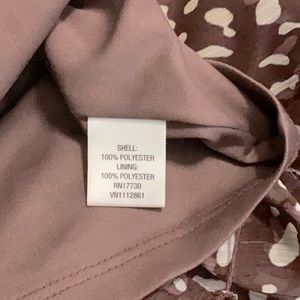 SHELL:
100% POLYESTER
LINING:
100% POLYESTER
RN17730
VN1112861